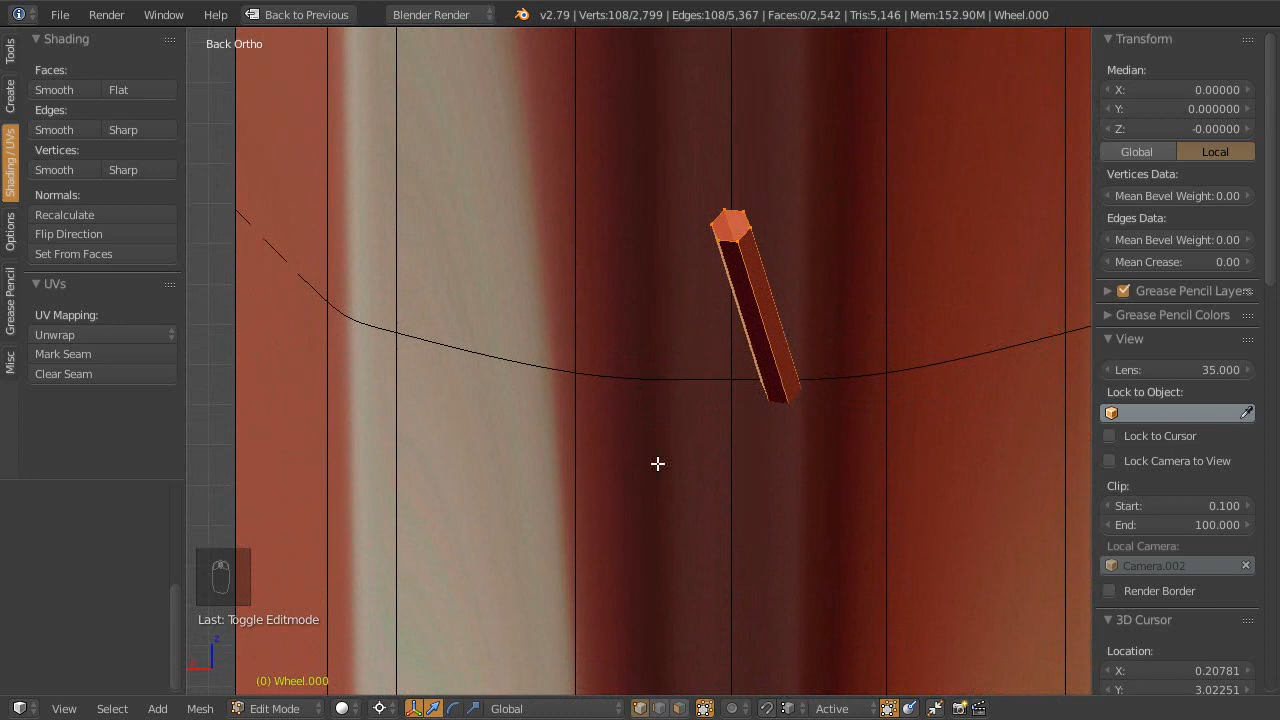 File Render Window Help Back to Previous Blender Render v2.79 | Verts:108/2,799 | Edges:108/5,367 | Faces:0/2,542 | Tris:5,146 | Mem:152.90M | Wheel.000
Tools
Create
Shading / UVs
Options
Grease Pencil
Misc
Shading
Faces:
Smooth Flat
Edges:
Smooth Sharp
Vertices:
Smooth Sharp
Normals:
Recalculate
Flip Direction
Set From Faces
UVs
UV Mapping:
Unwrap
Mark Seam
Clear Seam
Back Ortho
Last: Toggle Editmode
z
(0) Wheel.000
Transform
Median:
X: 0.00000
Y: 0.000000
Z: -0.00000
Global Local
Vertices Data:
Mean Bevel Weight: 0.00
Edges Data:
Mean Bevel Weight: 0.00
Mean Crease: 0.00
Grease Pencil Layers
Grease Pencil Colors
View
Lens: 35.000
Lock to Object:
Lock to Cursor
Lock Camera to View
Clip:
Start: 0.100
End: 100.000
Local Camera:
Camera.002
Render Border
3D Cursor
Location:
X: 0.20781
Y: 3.02251
View Select Add Mesh Edit Mode Global Active